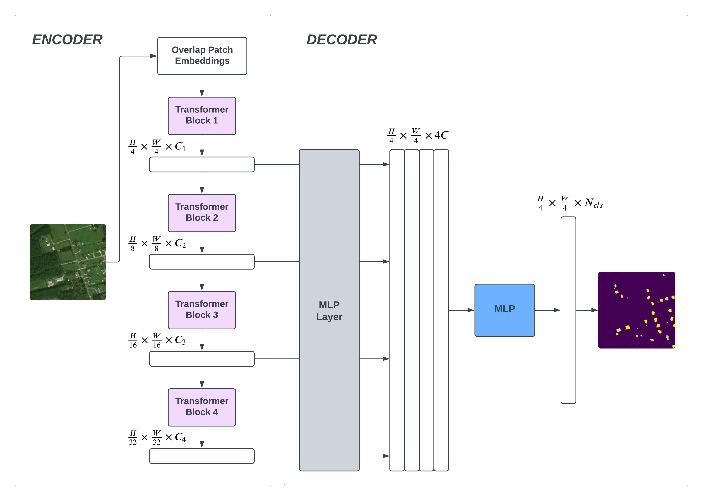 ENCODER
DECODER
Overlap Patch
Embeddings
Transformer
Block 1
H/4 × W/4 × C₁
Transformer
Block 2
H/8 × W/8 × C₂
Transformer
Block 3
H/16 × W/16 × C₃
Transformer
Block 4
H/32 × W/32 × C₄
MLP
Layer
H/4 × W/4 × 4C
MLP
H/4 × W/4 × N_cls